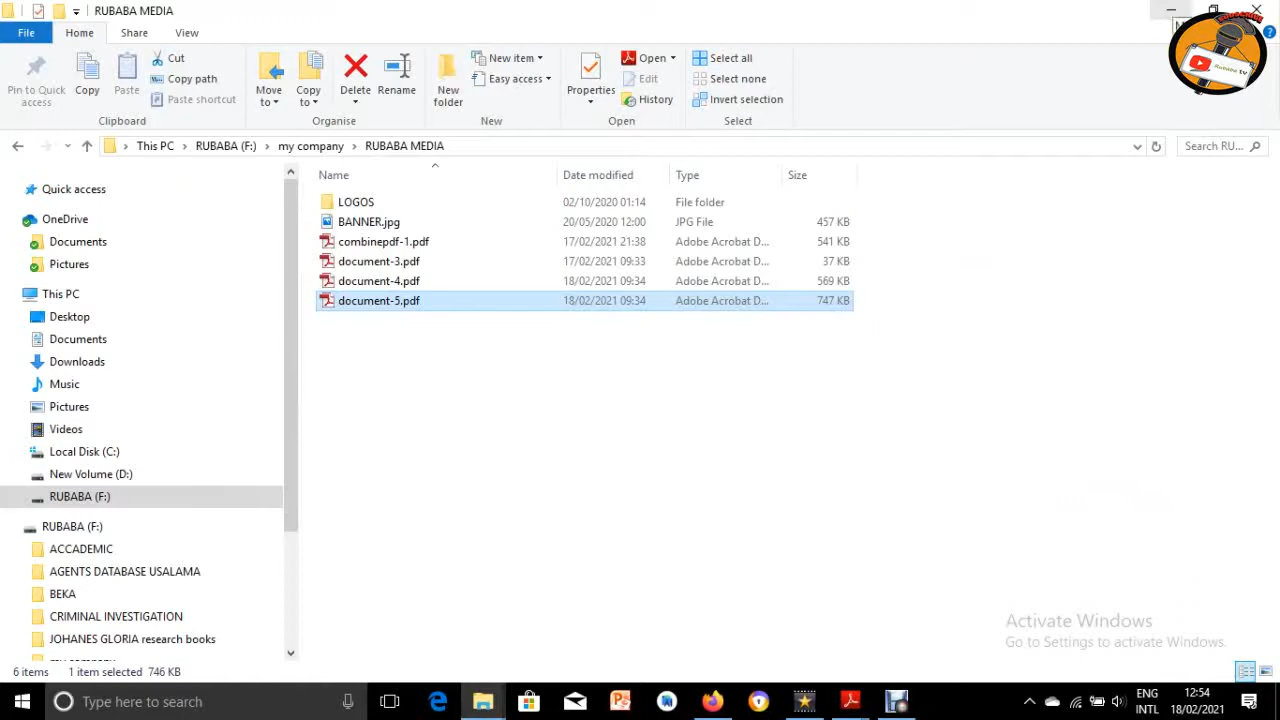 RUBABA MEDIA
File Home Share View
Pin to Quick access
Copy
Paste
Cut
Copy path
Paste shortcut
Clipboard
Move to
Copy to
Delete
Rename
Organise
New folder
New item
Easy access
New
Properties
Open
Edit
History
Open
Select all
Select none
Invert selection
Select
SUBSCRIBE
Rubaba TV
This PC > RUBABA (F:) > my company > RUBABA MEDIA
Search RU...
Name Date modified Type Size
LOGOS 02/10/2020 01:14 File folder
BANNER.jpg 20/05/2020 12:00 JPG File 457 KB
combinepdf-1.pdf 17/02/2021 21:38 Adobe Acrobat D... 541 KB
document-3.pdf 17/02/2021 09:33 Adobe Acrobat D... 37 KB
document-4.pdf 18/02/2021 09:34 Adobe Acrobat D... 569 KB
document-5.pdf 18/02/2021 09:34 Adobe Acrobat D... 747 KB
Quick access
OneDrive
Documents
Pictures
This PC
Desktop
Documents
Downloads
Music
Pictures
Videos
Local Disk (C:)
New Volume (D:)
RUBABA (F:)
RUBABA (F:)
ACCADEMIC
AGENTS DATABASE USALAMA
BEKA
CRIMINAL INVESTIGATION
JOHANES GLORIA research books
my company
Activate Windows
Go to Settings to activate Windows.
6 items 1 item selected 746 KB
Type here to search
ENG
INTL
12:54
18/02/2021